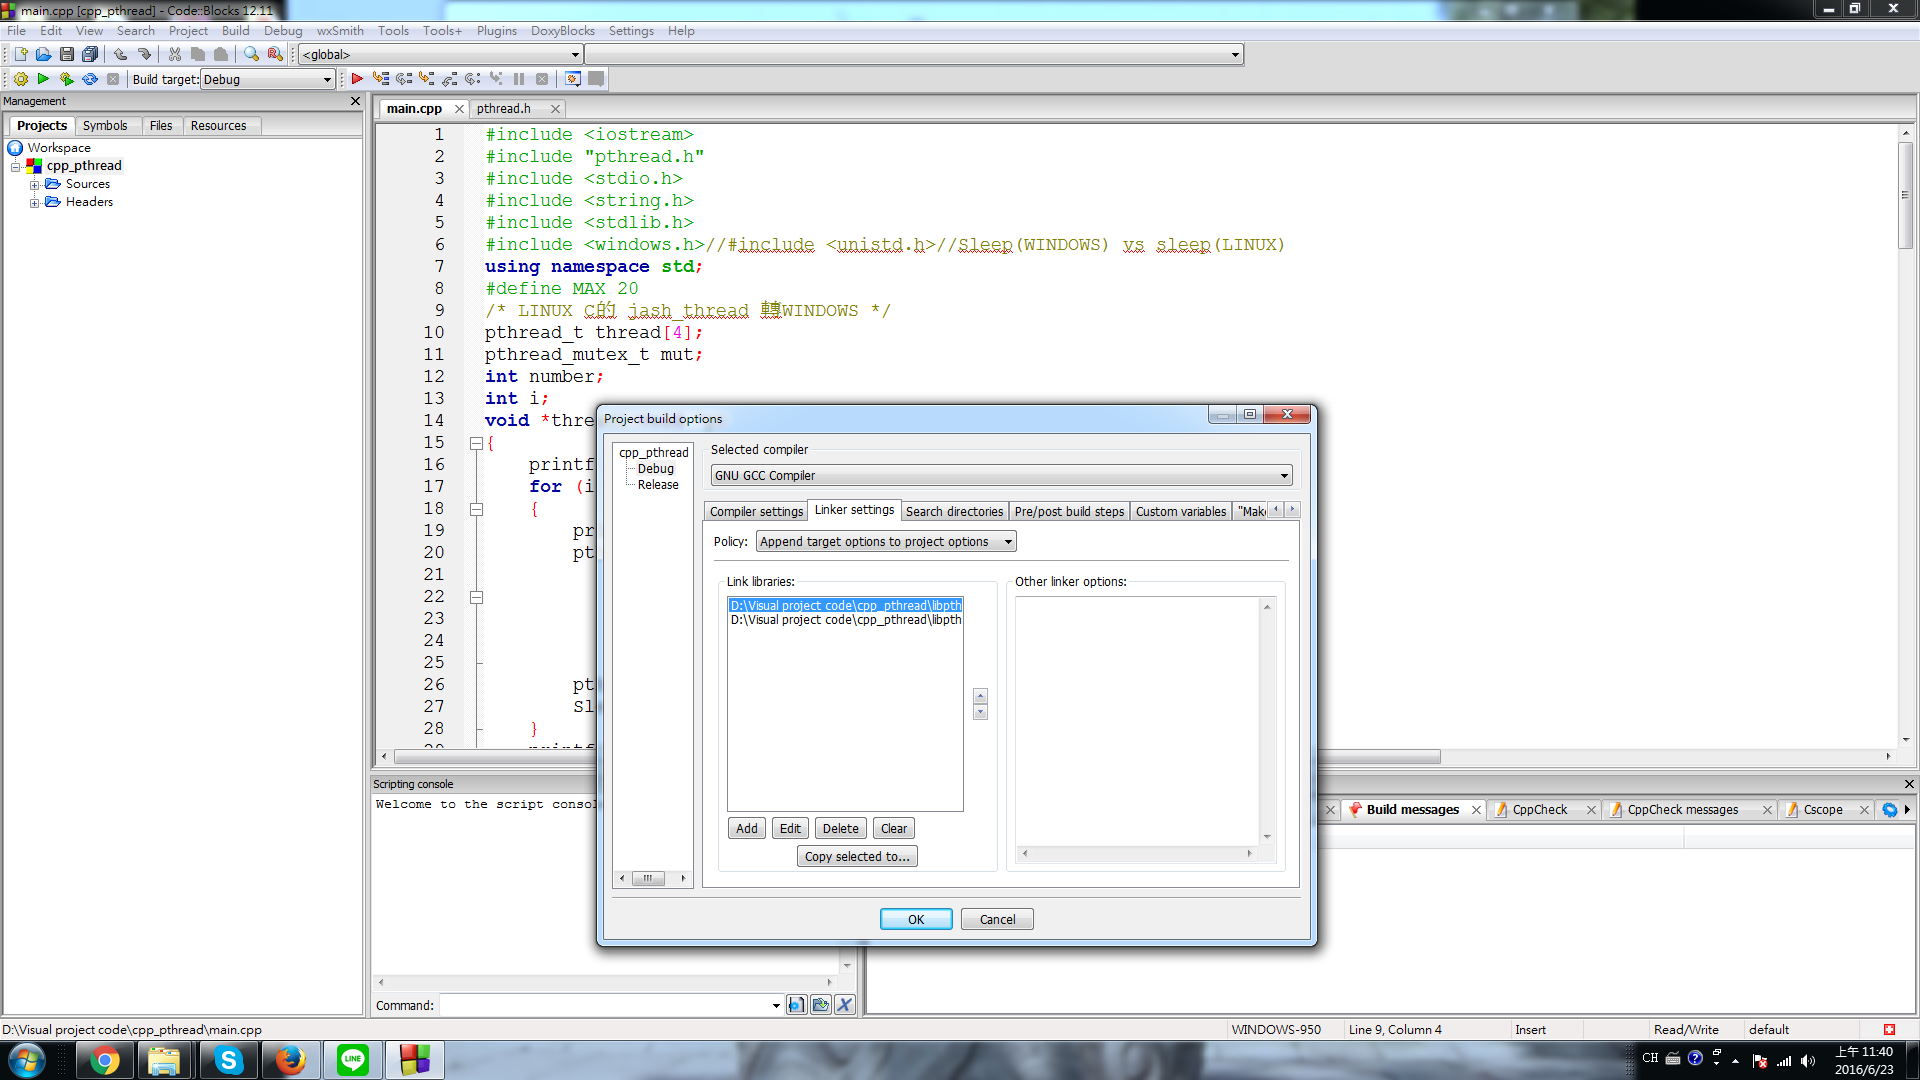 main.cpp [cpp_pthread] - Code::Blocks 12.11
File Edit View Search Project Build Debug wxSmith Tools Tools+ Plugins DoxyBlocks Settings Help
<global>
Build target: Debug
Management
Projects Symbols Files Resources
Workspace
cpp_pthread
Sources
Headers
main.cpp pthread.h
1 #include <iostream>
2 #include "pthread.h"
3 #include <stdio.h>
4 #include <string.h>
5 #include <stdlib.h>
6 #include <windows.h>//#include <unistd.h>//Sleep(WINDOWS) vs sleep(LINUX)
7 using namespace std;
8 #define MAX 20
9 /* LINUX C的 jash_thread 轉WINDOWS */
10 pthread_t thread[4];
11 pthread_mutex_t mut;
12 int number;
13 int i;
14 void *thre
15 {
16 printf
17 for (i
18 {
19 pr
20 pt
21
22
23
24
25
26 pt
27 Sl
28 }
29 printf
Project build options
cpp_pthread
Debug
Release
Selected compiler
GNU GCC Compiler
Compiler settings Linker settings Search directories Pre/post build steps Custom variables "Make
Policy: Append target options to project options
Link libraries:
D:\Visual project code\cpp_pthread\libpth
D:\Visual project code\cpp_pthread\libpth
Add Edit Delete Clear
Copy selected to...
Other linker options:
OK Cancel
Scripting console
Welcome to the script consol
Command:
Build messages CppCheck CppCheck messages Cscope
D:\Visual project code\cpp_pthread\main.cpp
WINDOWS-950 Line 9, Column 4 Insert Read/Write default
LINE
CH
上午 11:40
2016/6/23